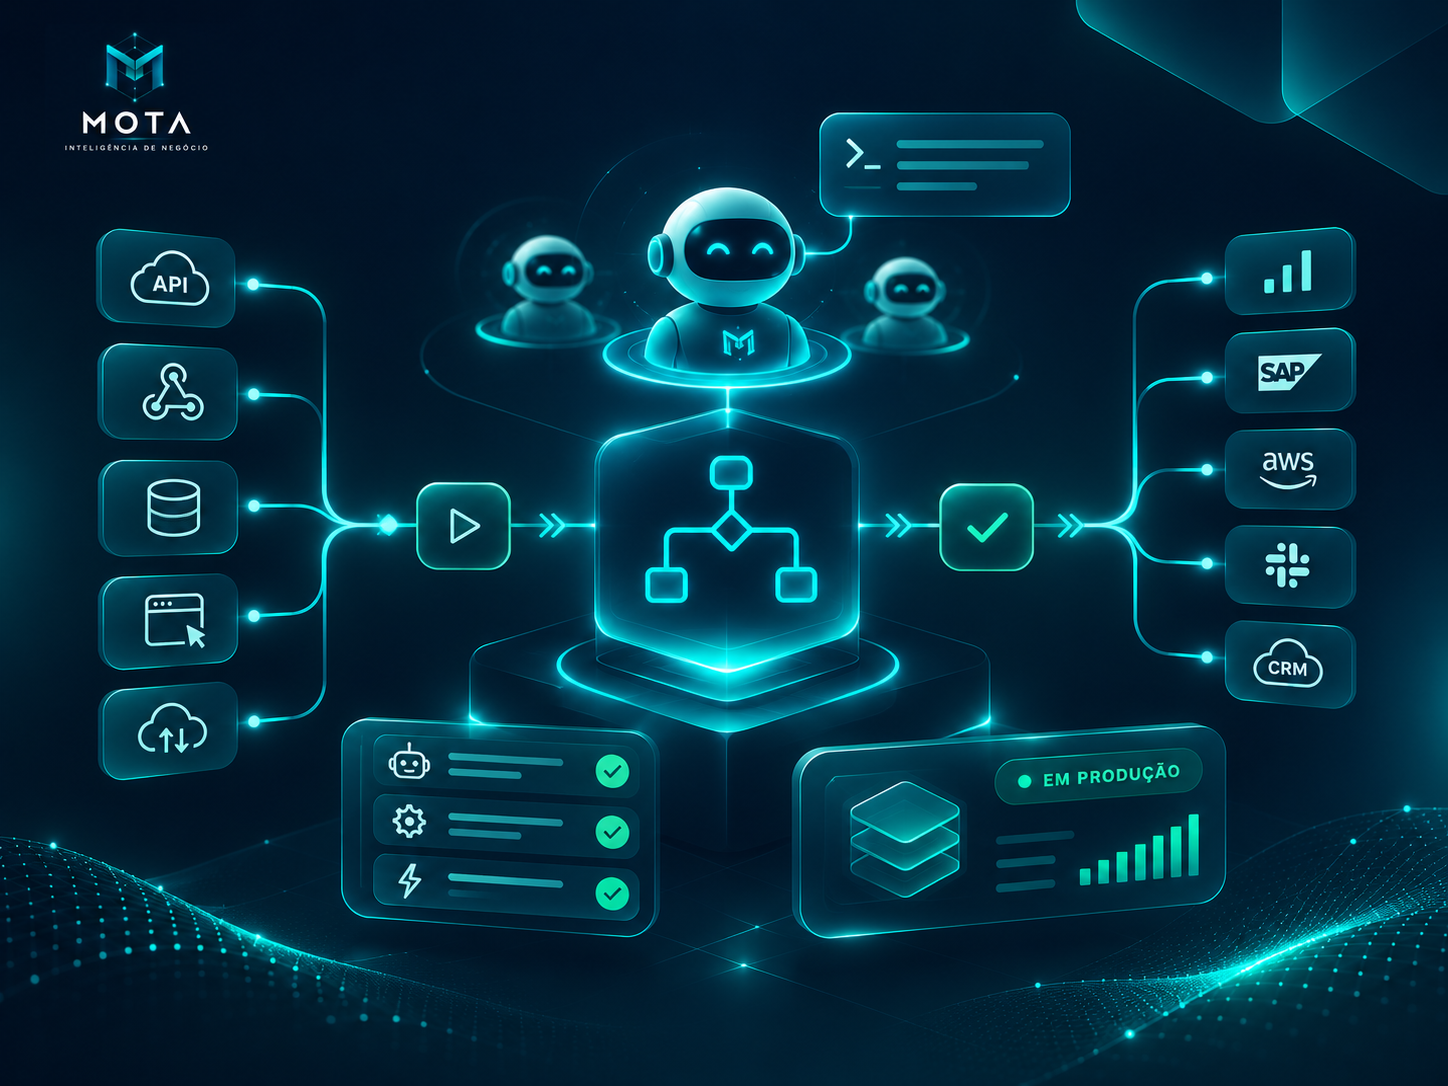 MOTA
INTELIGÊNCIA DE NEGÓCIO
API
SAP
aws
CRM
EM PRODUÇÃO